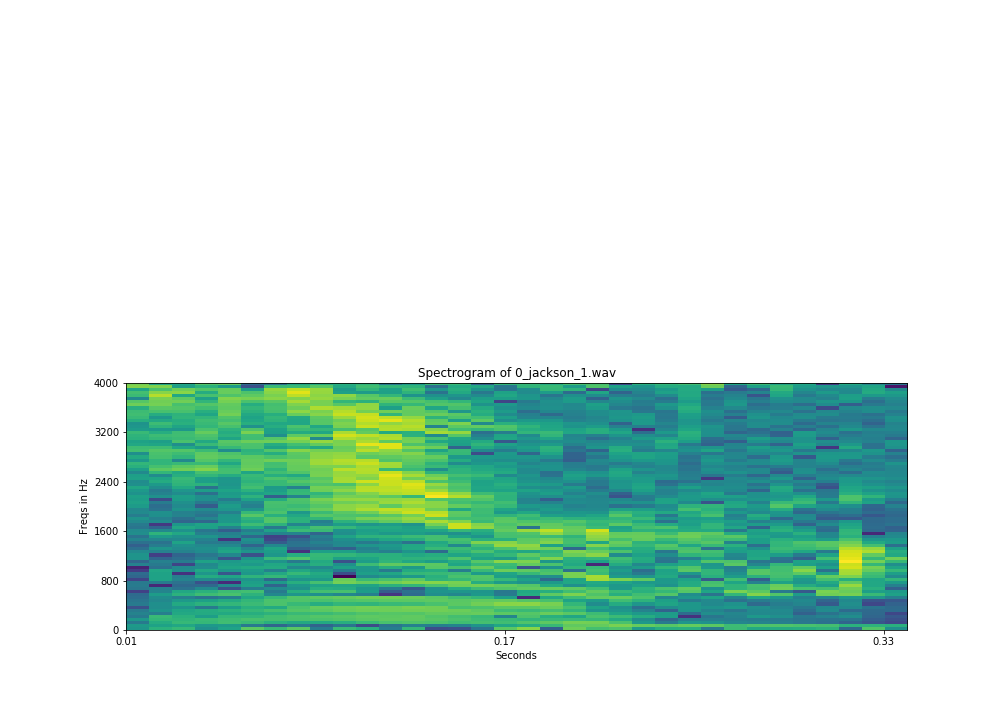 Spectrogram of 0_jackson_1.wav
4000
3200
2400
1600
800
0
Freqs in Hz
0.01 0.17 0.33
Seconds